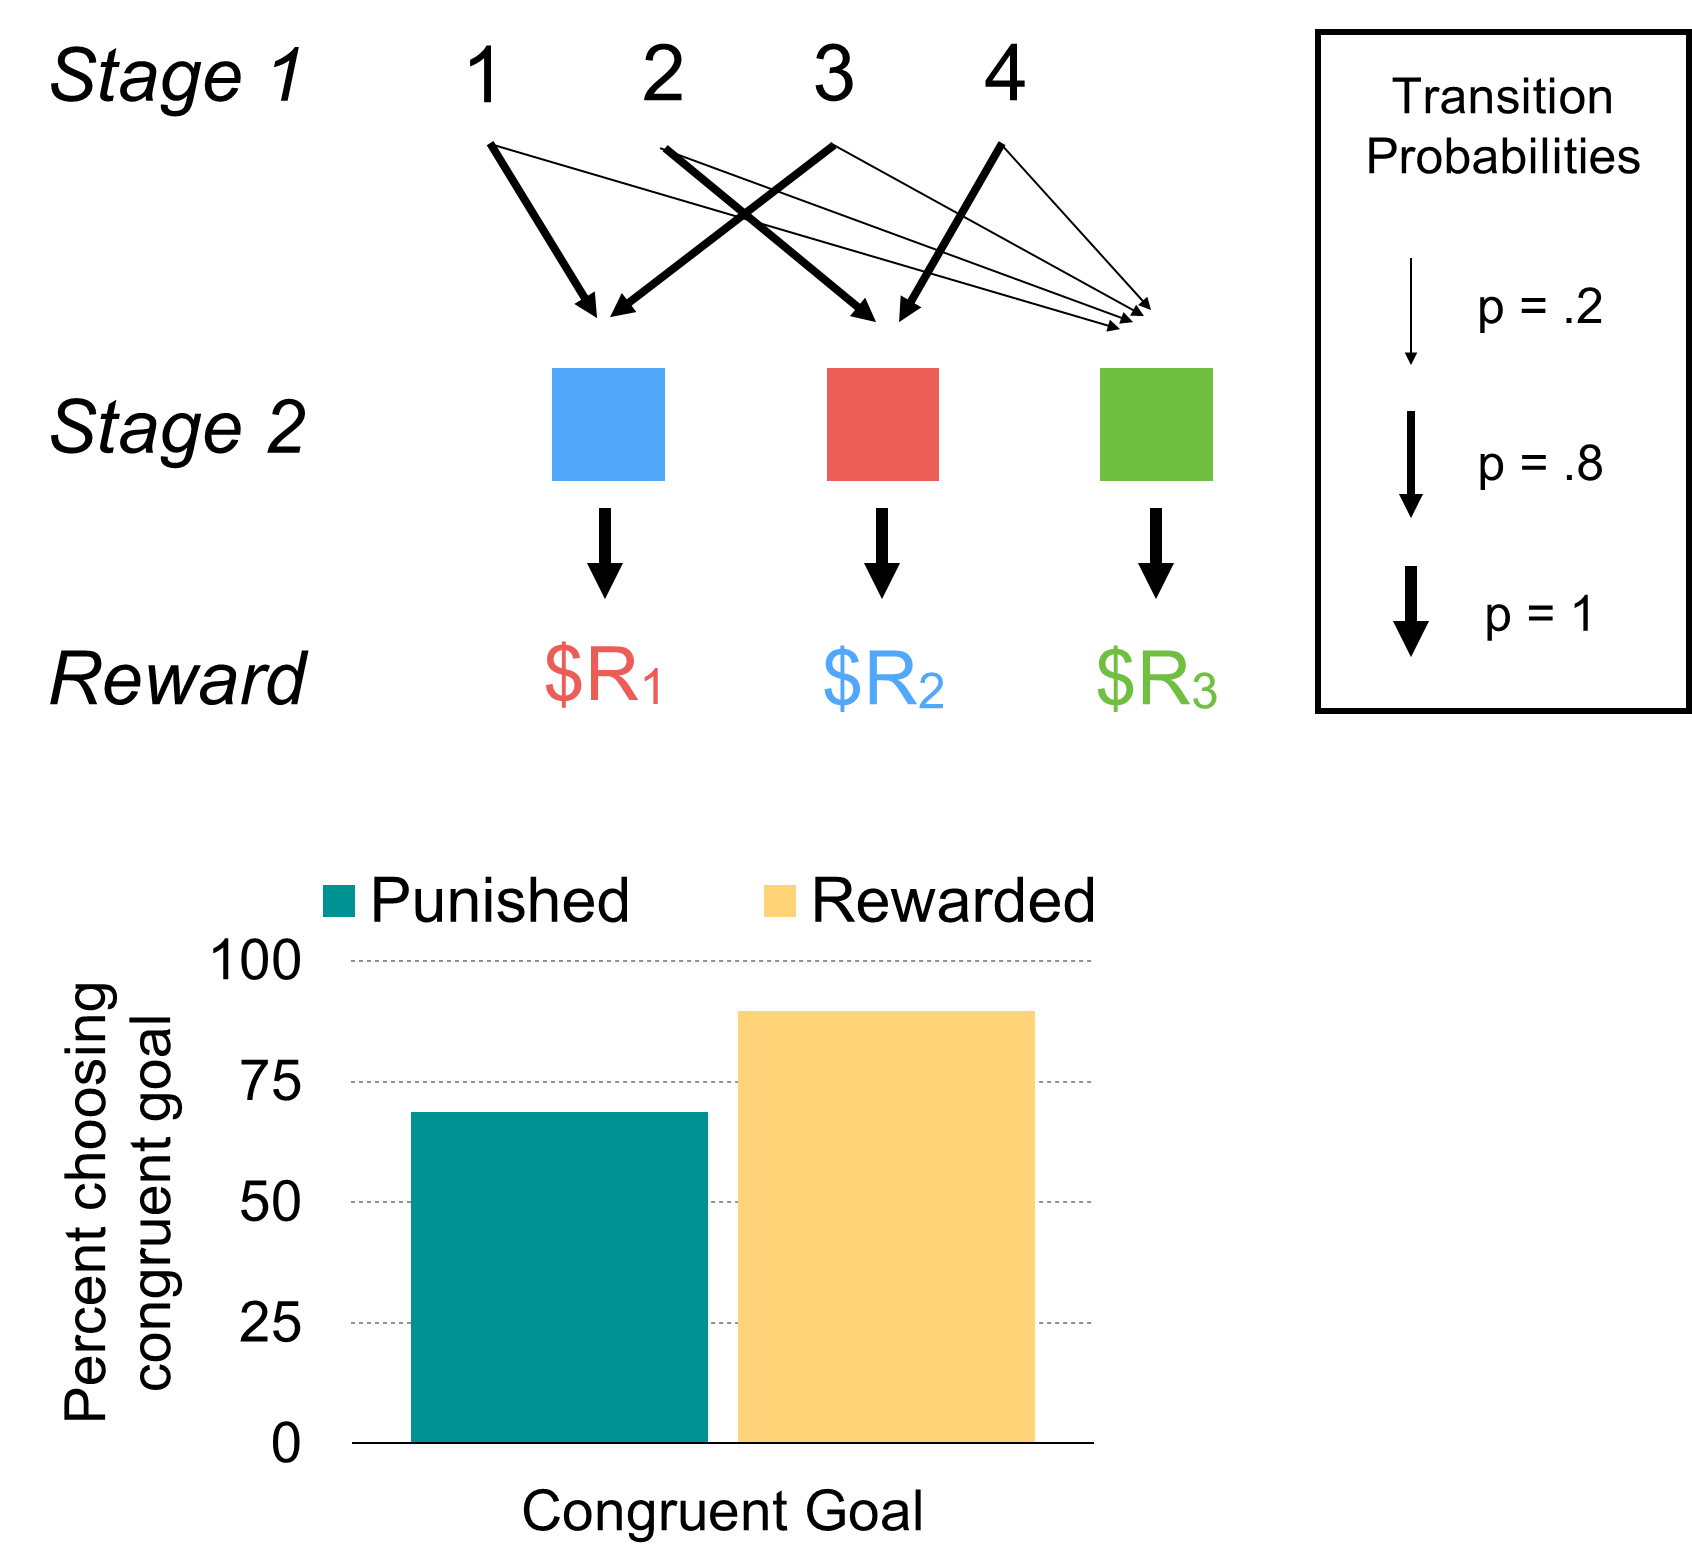 Stage 1 1 2 3 4
Transition
Probabilities
p = .2
Stage 2
p = .8
p = 1
Reward $R1 $R2 $R3
Punished Rewarded
100
75
50
25
0
Percent choosing
congruent goal
Congruent Goal